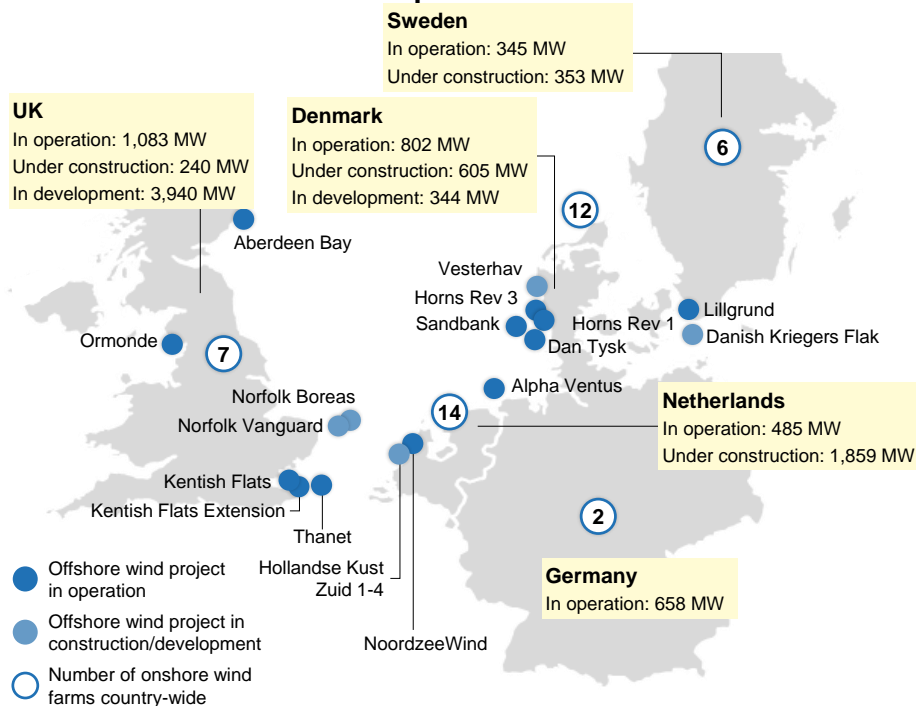 Sweden
In operation: 345 MW
Under construction: 353 MW
UK
In operation: 1,083 MW
Under construction: 240 MW
In development: 3,940 MW
Denmark
In operation: 802 MW
Under construction: 605 MW
In development: 344 MW
6
12
Aberdeen Bay
Vesterhav
Horns Rev 3
Sandbank
Horns Rev 1
Dan Tysk
Lillgrund
Danish Kriegers Flak
Ormonde
7
Alpha Ventus
Norfolk Boreas
Norfolk Vanguard
14
Netherlands
In operation: 485 MW
Under construction: 1,859 MW
Kentish Flats
Kentish Flats Extension
Thanet
2
Hollandse Kust
Zuid 1-4
NoordzeeWind
Germany
In operation: 658 MW
Offshore wind project
in operation
Offshore wind project in
construction/development
Number of onshore wind
farms country-wide